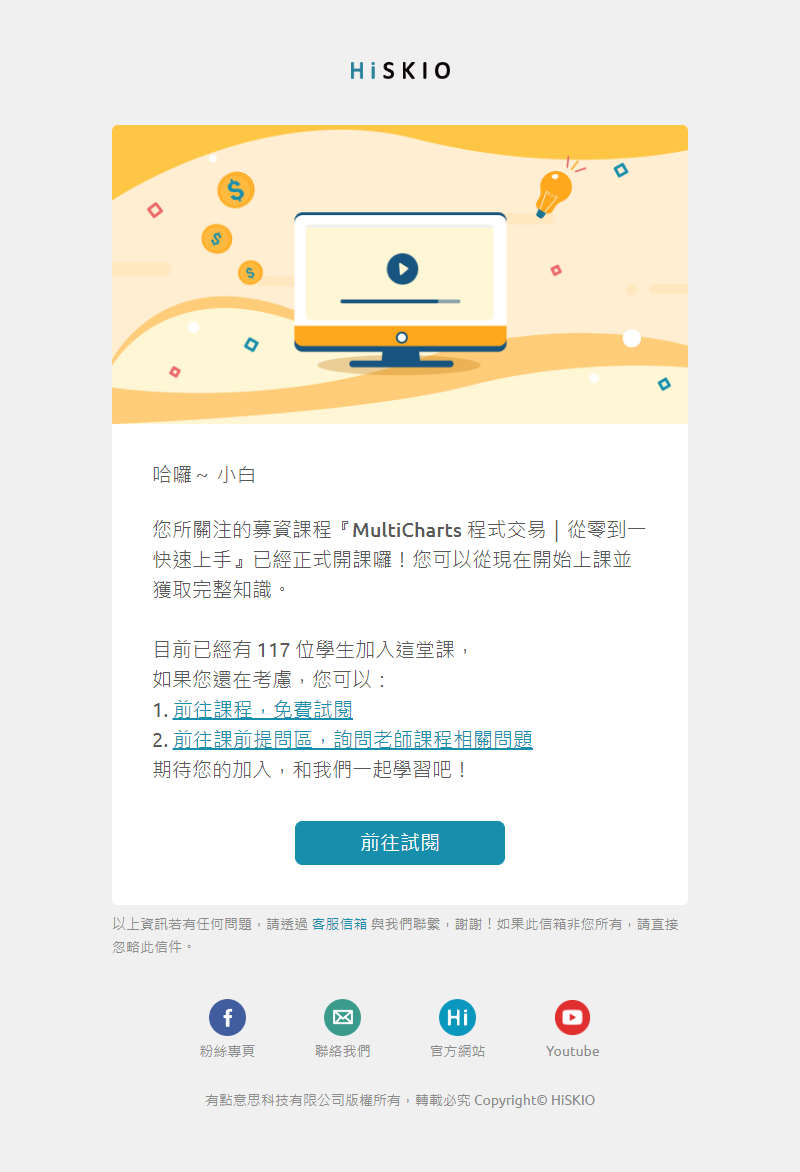 HiSKIO
哈囉~ 小白
您所關注的募資課程『MultiCharts 程式交易｜從零到一
快速上手』已經正式開課囉！您可以從現在開始上課並
獲取完整知識。
目前已經有 117 位學生加入這堂課，
如果您還在考慮，您可以：
1. 前往課程，免費試閱
2. 前往課前提問區，詢問老師課程相關問題
期待您的加入，和我們一起學習吧！
前往試閱
以上資訊若有任何問題，請透過 客服信箱 與我們聯繫，謝謝！如果此信箱非您所有，請直接
忽略此信件。
Hi
粉絲專頁 聯絡我們 官方網站 Youtube
有點意思科技有限公司版權所有，轉載必究 Copyright© HiSKIO